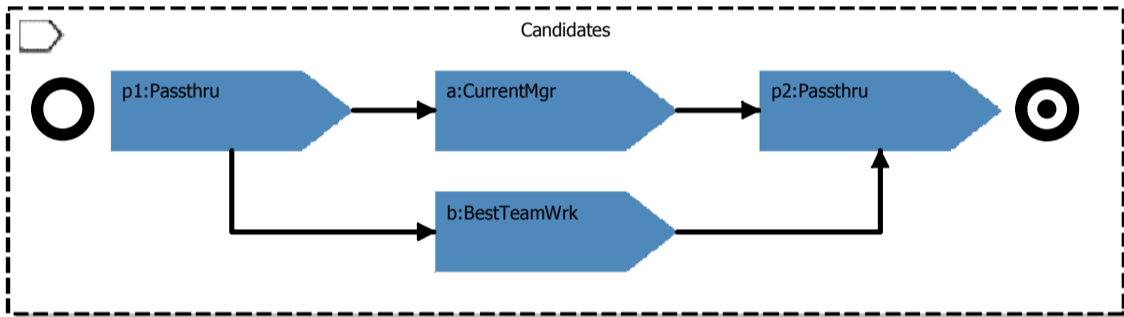 Candidates
p1:Passthru
a:CurrentMgr
p2:Passthru
b:BestTeamWrk